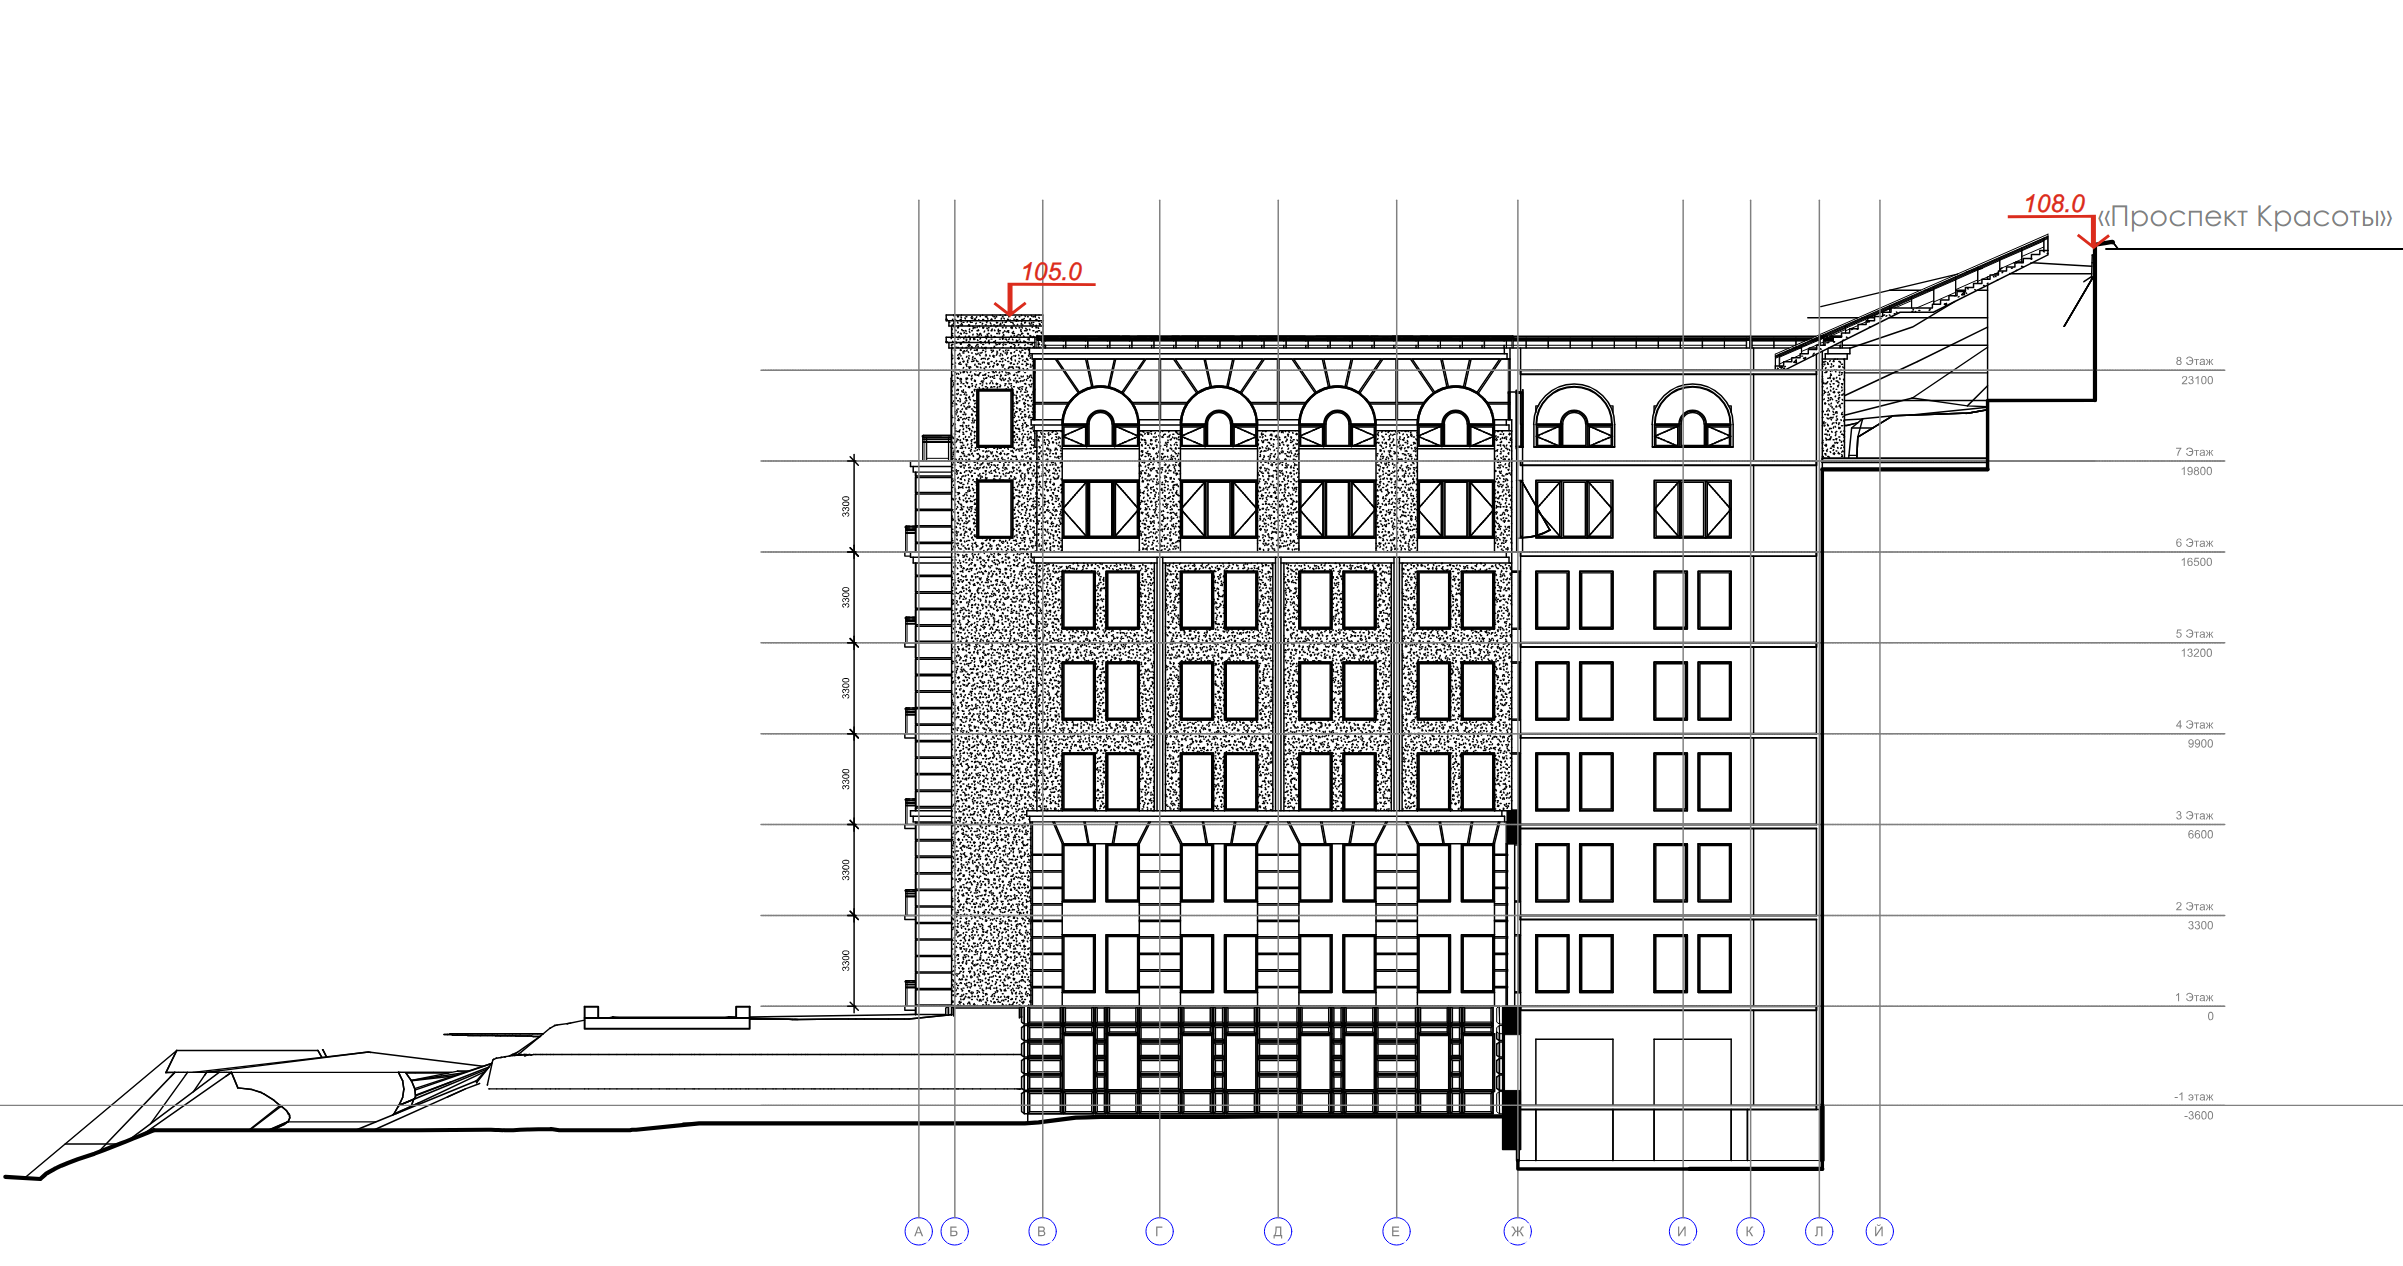 108.0
«Проспект Красоты»
105.0
8 Этаж
23100
7 Этаж
19800
3300
6 Этаж
16500
3300
5 Этаж
13200
3300
4 Этаж
9900
3300
3 Этаж
6600
3300
2 Этаж
3300
3300
1 Этаж
0
-1 этаж
-3600
А Б В Г Д Е Ж И К Л Й